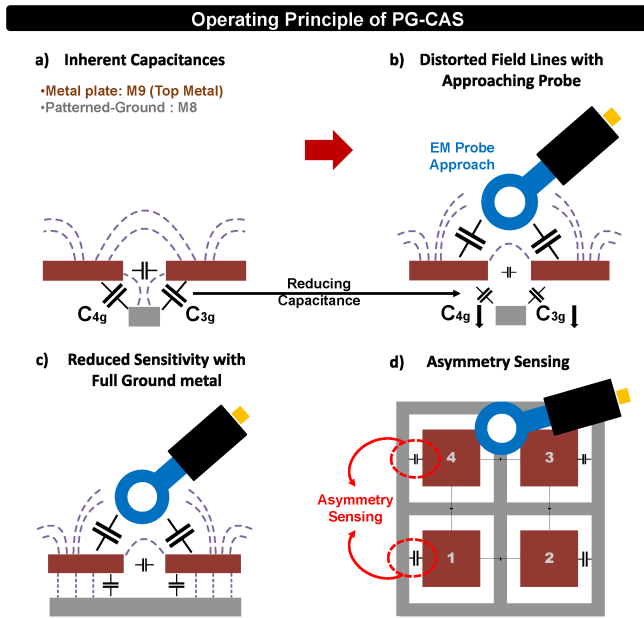 Operating Principle of PG-CAS
a) Inherent Capacitances
•Metal plate: M9 (Top Metal)
•Patterned-Ground : M8
C4g
C3g
Reducing
Capacitance
b) Distorted Field Lines with
Approaching Probe
EM Probe
Approach
C4g
C3g
c) Reduced Sensitivity with
Full Ground metal
d) Asymmetry Sensing
Asymmetry
Sensing
4
3
1
2